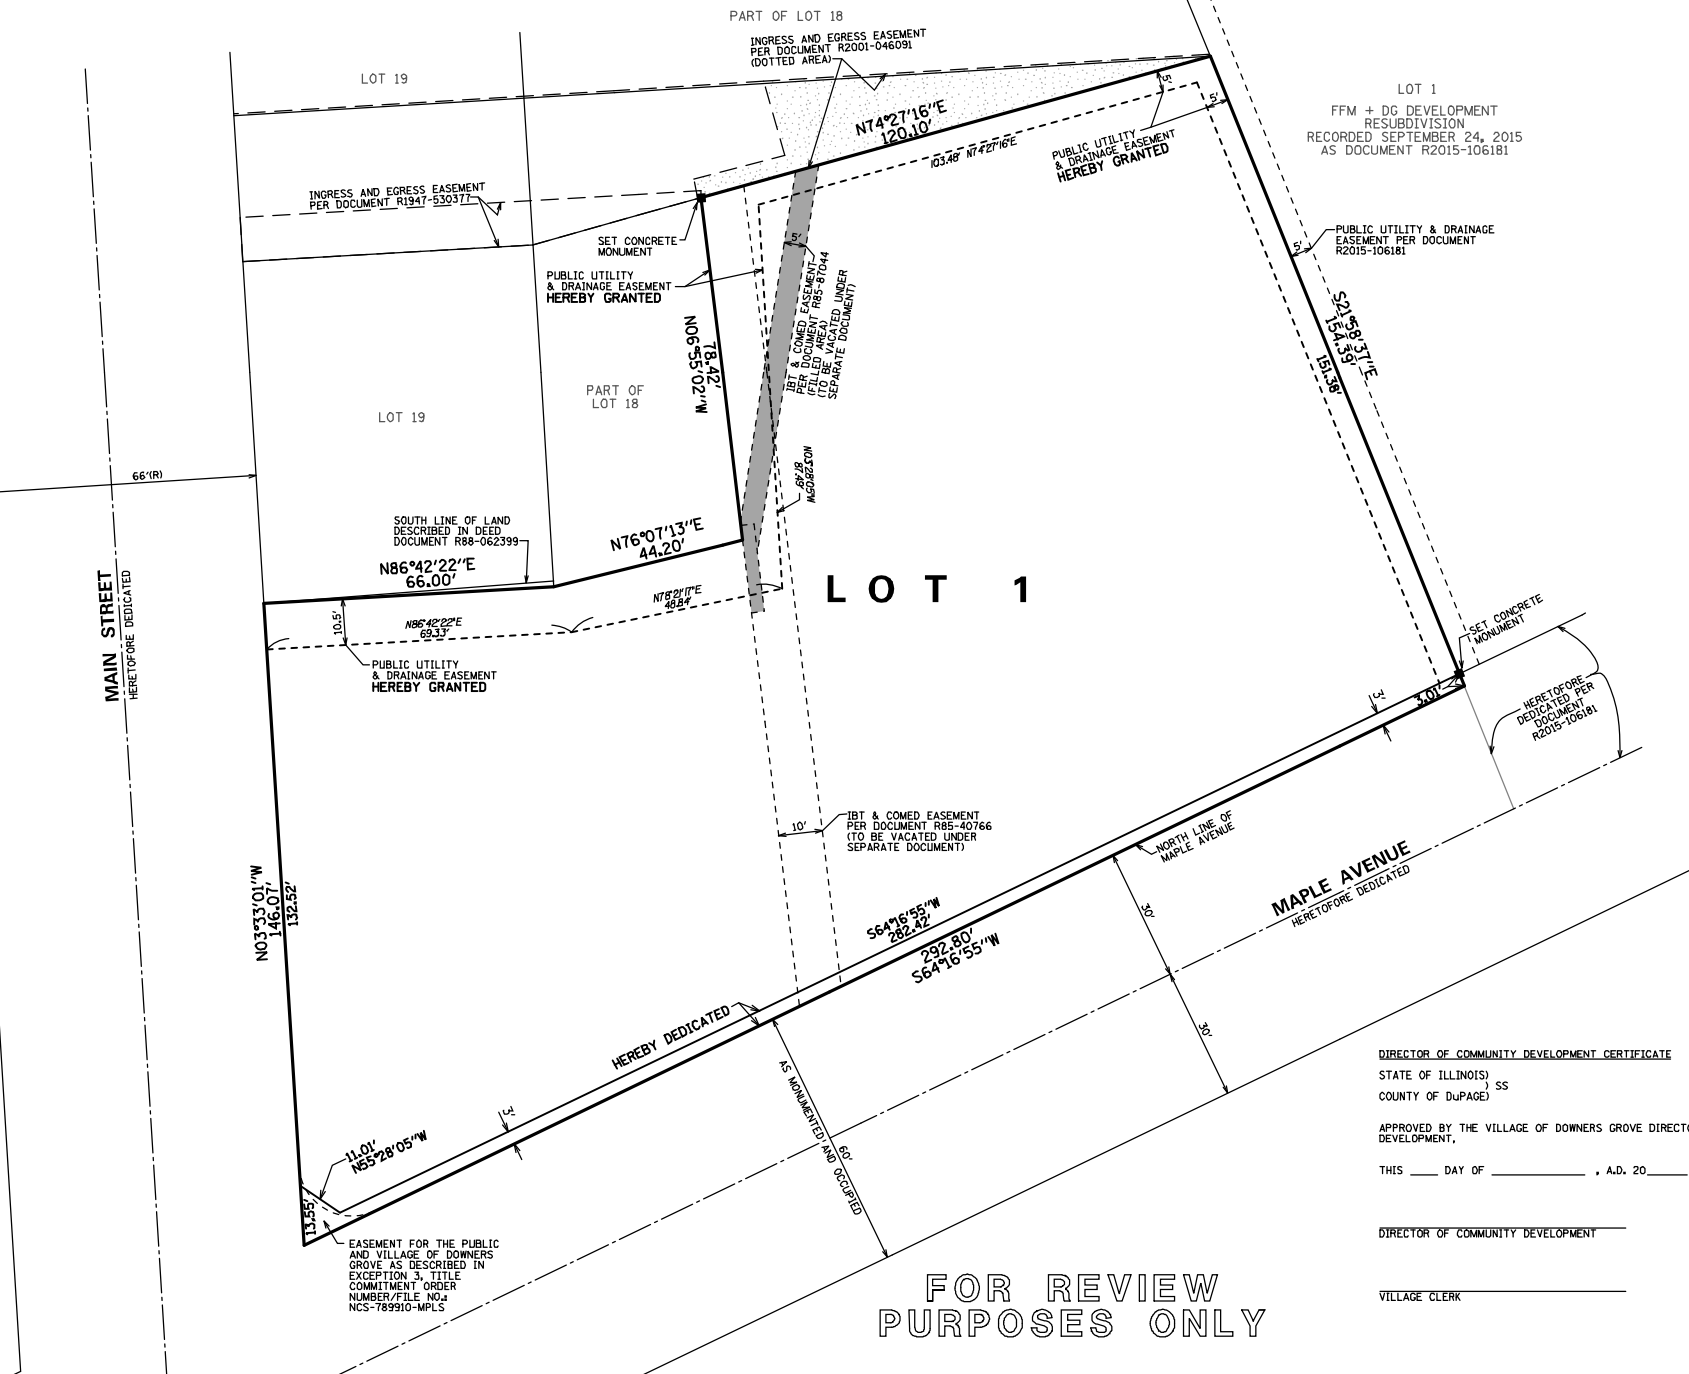 PART OF LOT 18
INGRESS AND EGRESS EASEMENT
PER DOCUMENT R2001-046091
(DOTTED AREA)
LOT 19
LOT 1
FFM + DG DEVELOPMENT
RESUBDIVISION
RECORDED SEPTEMBER 24, 2015
AS DOCUMENT R2015-106181
N74°27'16"E
120.10'
5'
5'
103.48' N74°27'16"E
PUBLIC UTILITY
& DRAINAGE EASEMENT
HEREBY GRANTED
INGRESS AND EGRESS EASEMENT
PER DOCUMENT R1947-530377
SET CONCRETE
MONUMENT
PUBLIC UTILITY
& DRAINAGE EASEMENT
HEREBY GRANTED
5'
IBT & COMED EASEMENT
PER DOCUMENT R85-87044
(FILLED AREA)
(TO BE VACATED UNDER
SEPARATE DOCUMENT)
PUBLIC UTILITY & DRAINAGE
EASEMENT PER DOCUMENT
R2015-106181
5'
S21°58'37"E
154.39'
151.38'
78.42'
N06°55'02"W
PART OF
LOT 18
LOT 19
66'(R)
N03°28'05"W
87.49'
SOUTH LINE OF LAND
DESCRIBED IN DEED
DOCUMENT R88-062399
N86°42'22"E
66.00'
N76°07'13"E
44.20'
LOT 1
MAIN STREET
HERETOFORE DEDICATED
10.5'
N86°42'22"E
69.33'
N78°21'17"E
48.84'
PUBLIC UTILITY
& DRAINAGE EASEMENT
HEREBY GRANTED
SET CONCRETE
MONUMENT
3'
3.01'
HERETOFORE
DEDICATED PER
DOCUMENT
R2015-106181
10'
IBT & COMED EASEMENT
PER DOCUMENT R85-40766
(TO BE VACATED UNDER
SEPARATE DOCUMENT)
NORTH LINE OF
MAPLE AVENUE
MAPLE AVENUE
HERETOFORE DEDICATED
N03°33'01"W
146.07'
132.52'
S64°16'55"W
282.42'
292.80'
S64°16'55"W
30'
30'
HEREBY DEDICATED
AS MONUMENTED AND OCCUPIED
60'
3'
11.01'
N55°28'05"W
13.55'
EASEMENT FOR THE PUBLIC
AND VILLAGE OF DOWNERS
GROVE AS DESCRIBED IN
EXCEPTION 3, TITLE
COMMITMENT ORDER
NUMBER/FILE NO.:
NCS-789910-MPLS
DIRECTOR OF COMMUNITY DEVELOPMENT CERTIFICATE
STATE OF ILLINOIS)
) SS
COUNTY OF DuPAGE)
APPROVED BY THE VILLAGE OF DOWNERS GROVE DIRECTO
DEVELOPMENT,
THIS ____ DAY OF ______________ , A.D. 20______
DIRECTOR OF COMMUNITY DEVELOPMENT
VILLAGE CLERK
FOR REVIEW
PURPOSES ONLY